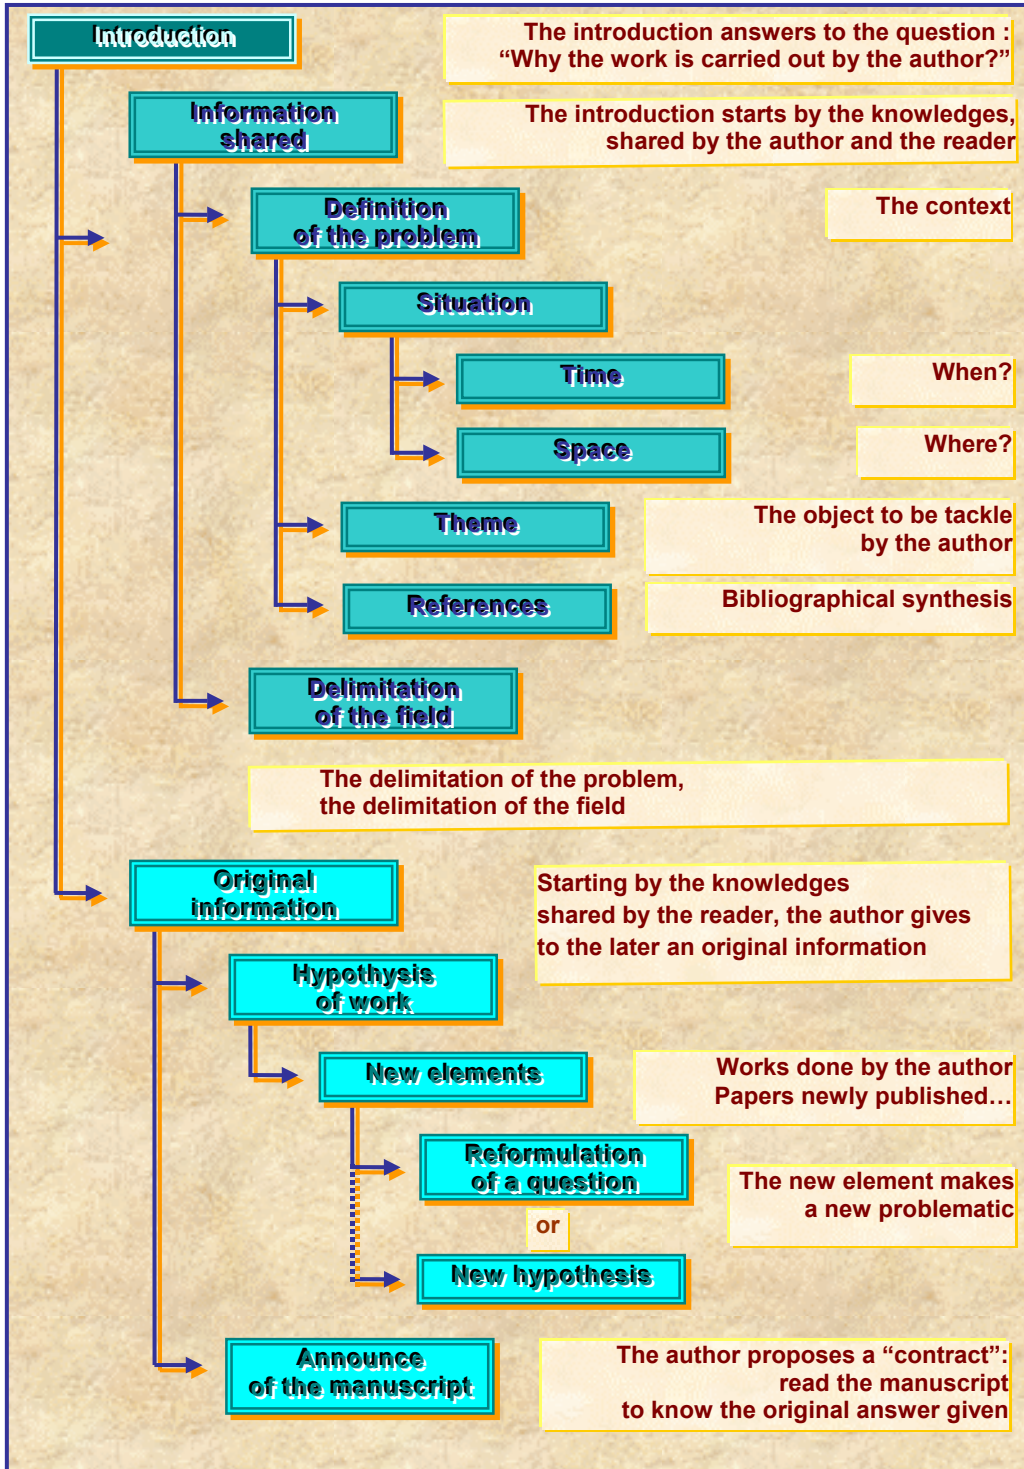 Introduction
The introduction answers to the question :
“Why the work is carried out by the author?”
Information
shared
The introduction starts by the knowledges,
shared by the author and the reader
Definition
of the problem
The context
Situation
Time
When?
Space
Where?
Theme
The object to be tackle
by the author
References
Bibliographical synthesis
Delimitation
of the field
The delimitation of the problem,
the delimitation of the field
Original
information
Starting by the knowledges
shared by the reader, the author gives
to the later an original information
Hypothysis
of work
New elements
Works done by the author
Papers newly published…
Reformulation
of a question
The new element makes
a new problematic
or
New hypothesis
Announce
of the manuscript
The author proposes a “contract”:
read the manuscript
to know the original answer given